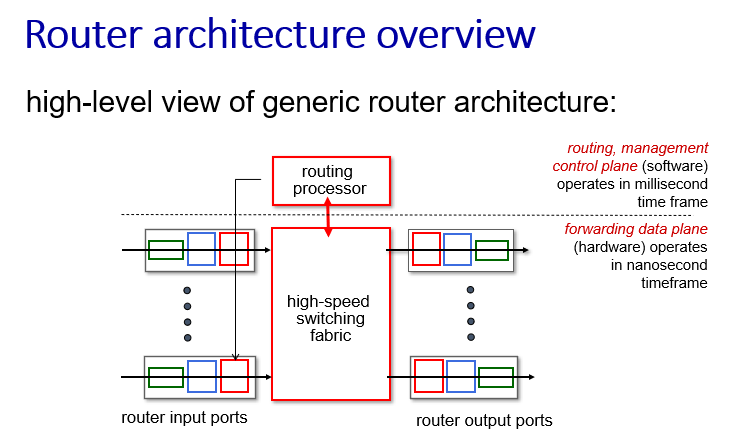 Router architecture overview
high-level view of generic router architecture:
routing, management
control plane (software)
operates in millisecond
time frame
routing
processor
forwarding data plane
(hardware) operates
in nanosecond
timeframe
high-speed
switching
fabric
router input ports
router output ports